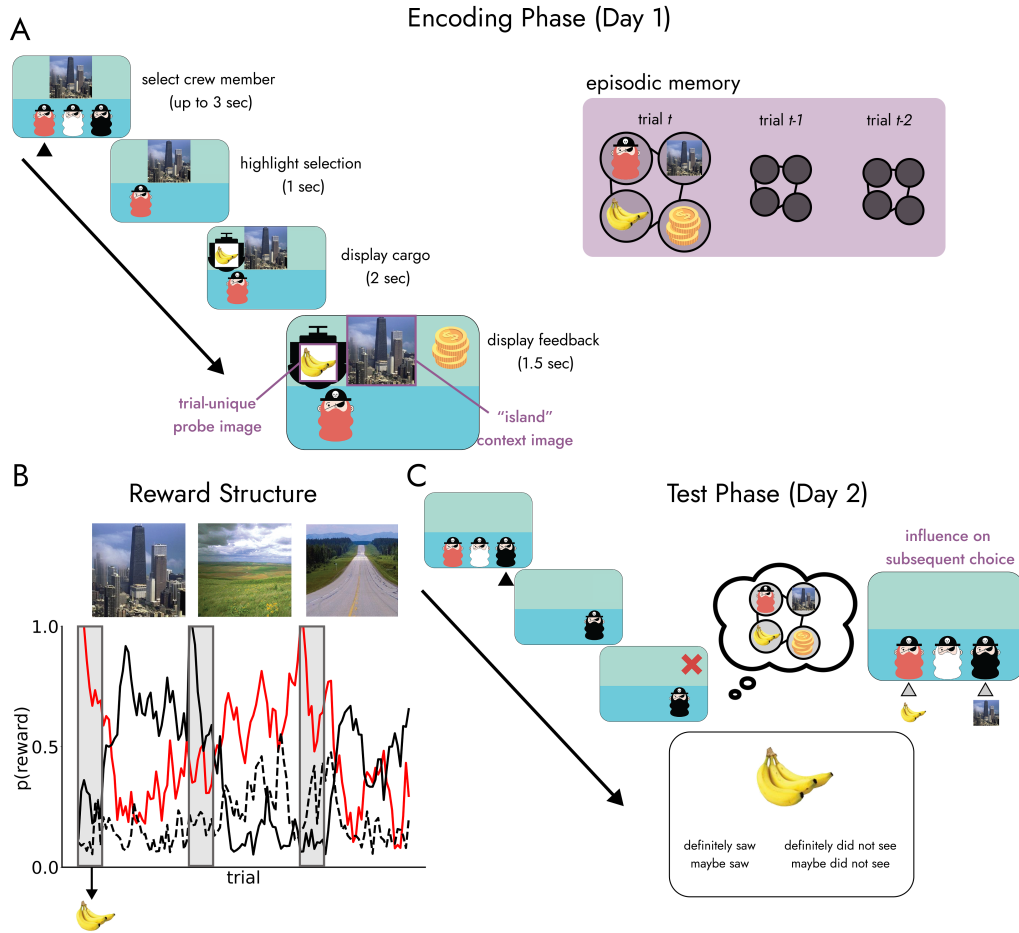 Encoding Phase (Day 1)
A
select crew member
(up to 3 sec)
highlight selection
(1 sec)
display cargo
(2 sec)
display feedback
(1.5 sec)
trial-unique
probe image
“island”
context image
episodic memory
trial t
trial t-1
trial t-2
B
Reward Structure
1.0
0.5
0.0
p(reward)
trial
C
Test Phase (Day 2)
influence on
subsequent choice
definitely saw
maybe saw
definitely did not see
maybe did not see